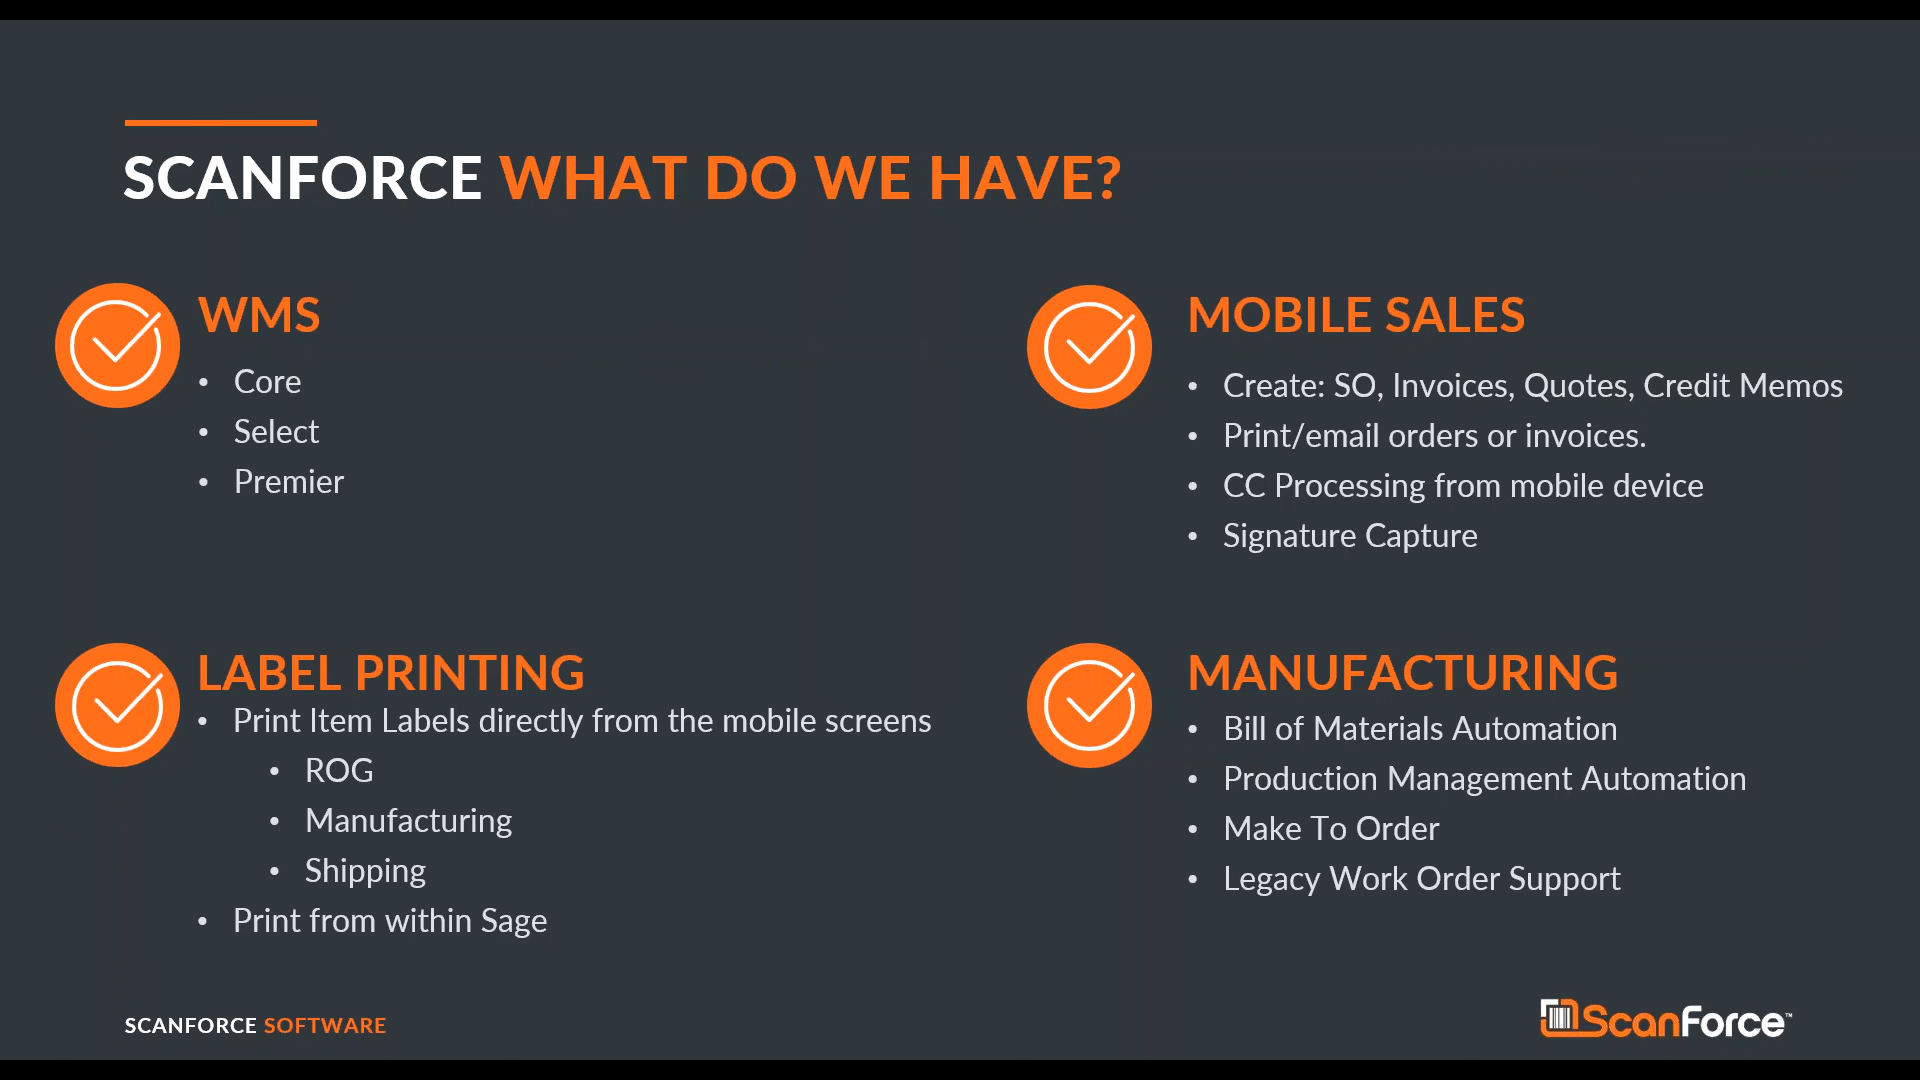 SCANFORCE WHAT DO WE HAVE?
WMS
• Core
• Select
• Premier
MOBILE SALES
• Create: SO, Invoices, Quotes, Credit Memos
• Print/email orders or invoices.
• CC Processing from mobile device
• Signature Capture
LABEL PRINTING
• Print Item Labels directly from the mobile screens
• ROG
• Manufacturing
• Shipping
• Print from within Sage
MANUFACTURING
• Bill of Materials Automation
• Production Management Automation
• Make To Order
• Legacy Work Order Support
SCANFORCE SOFTWARE
ScanForce™